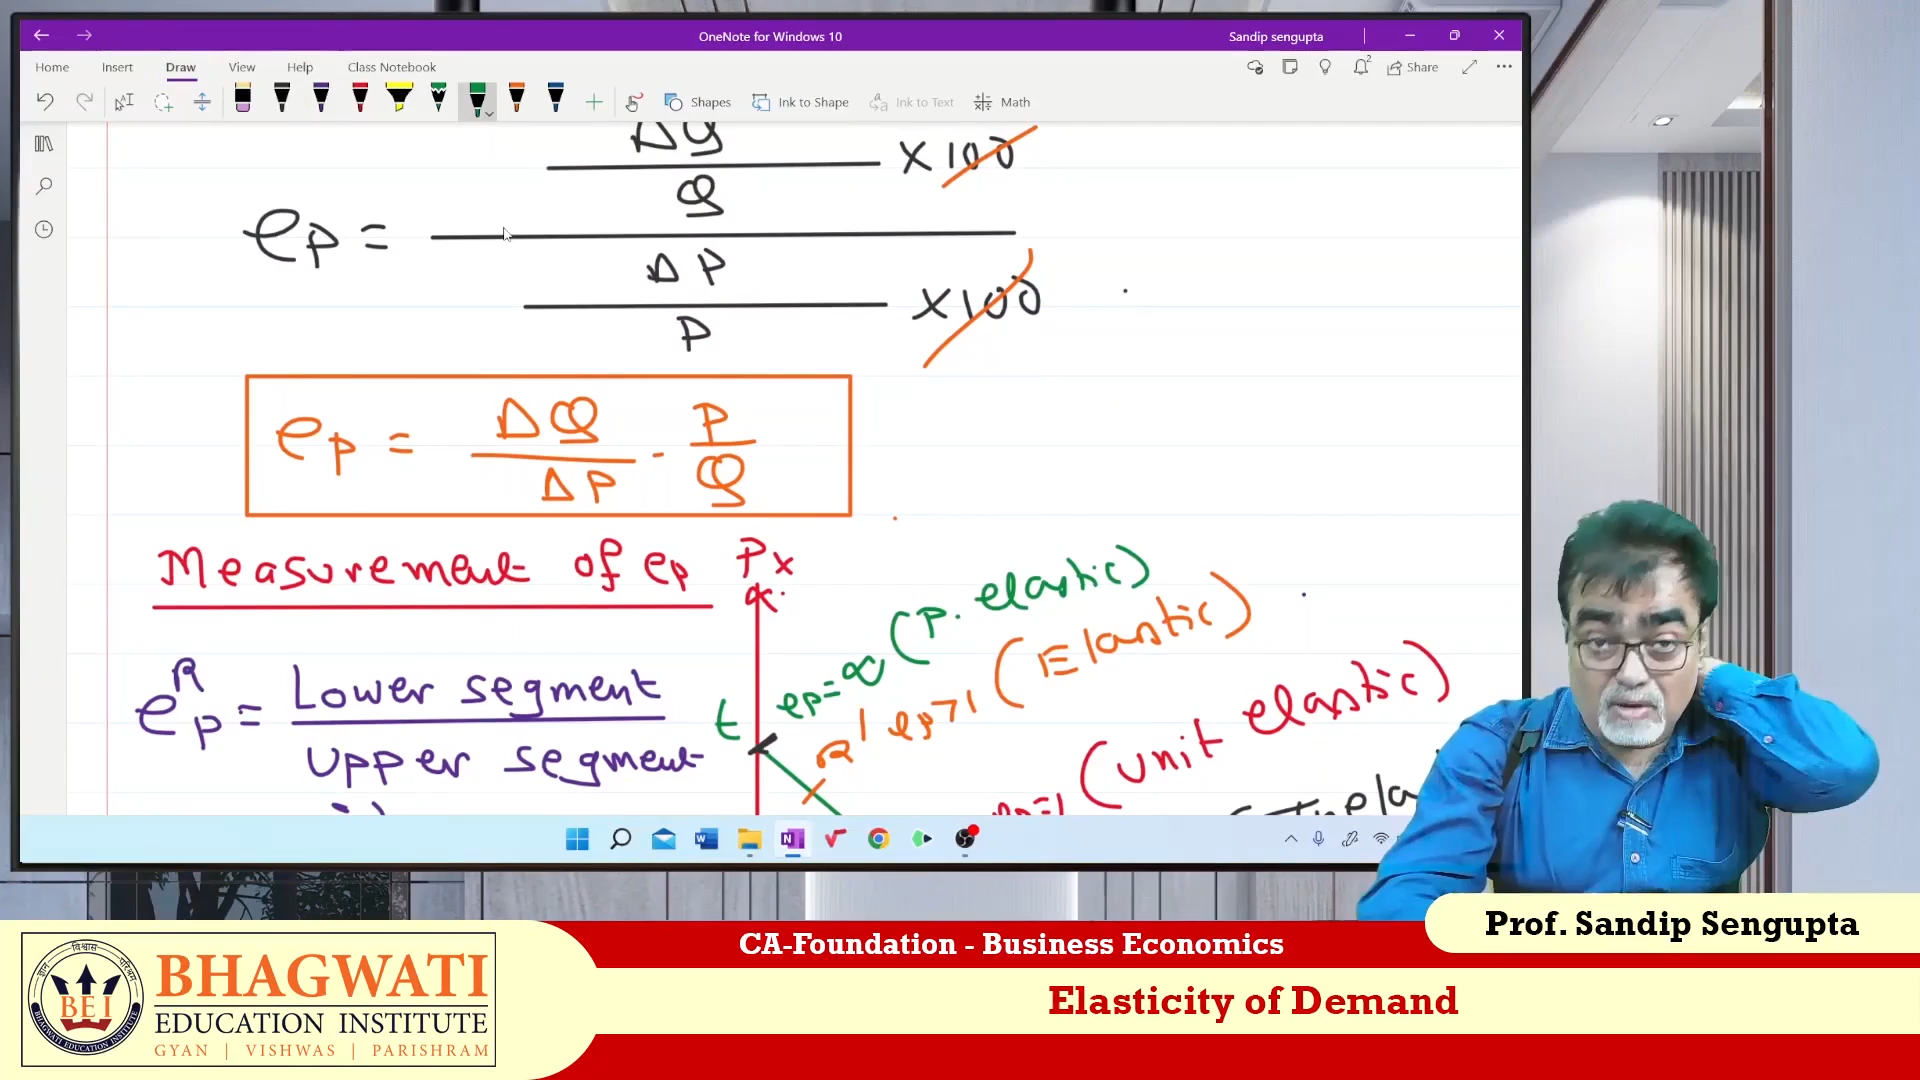 OneNote for Windows 10
Sandip sengupta
Home Insert Draw View Help Class Notebook
Share
Shapes Ink to Shape Ink to Text Math
ΔQ
X100
Q
ep =
ΔP
X100
P
ep = ΔQ/ΔP · P/Q
Measurement of ep
Px
ep = ∞ (P. elastic)
R' ep>1 (Elastic)
t
e^R p = Lower segment
Upper segment
ep=1 (unit elastic)
Prof. Sandip Sengupta
CA-Foundation - Business Economics
Elasticity of Demand
BEI
BHAGWATI
EDUCATION INSTITUTE
GYAN | VISHWAS | PARISHRAM